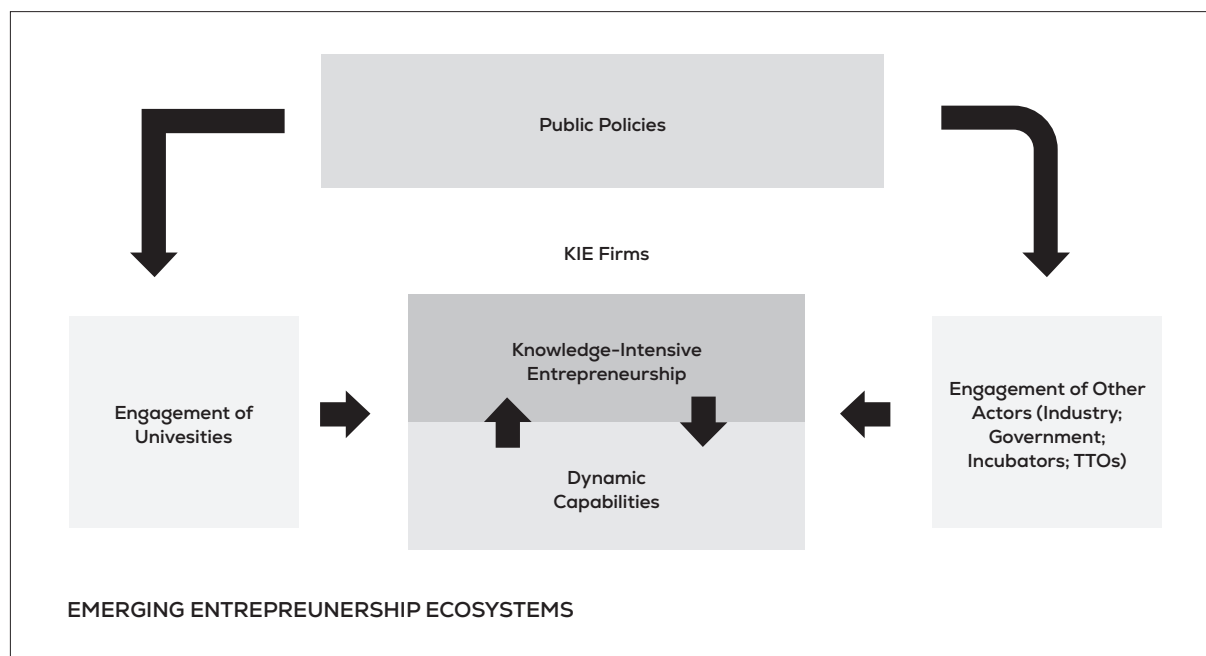 Public Policies
KIE Firms
Knowledge-Intensive
Entrepreneurship
Engagement of
Univesities
Engagement of Other
Actors (Industry;
Government;
Incubators; TTOs)
Dynamic
Capabilities
EMERGING ENTREPREUNERSHIP ECOSYSTEMS